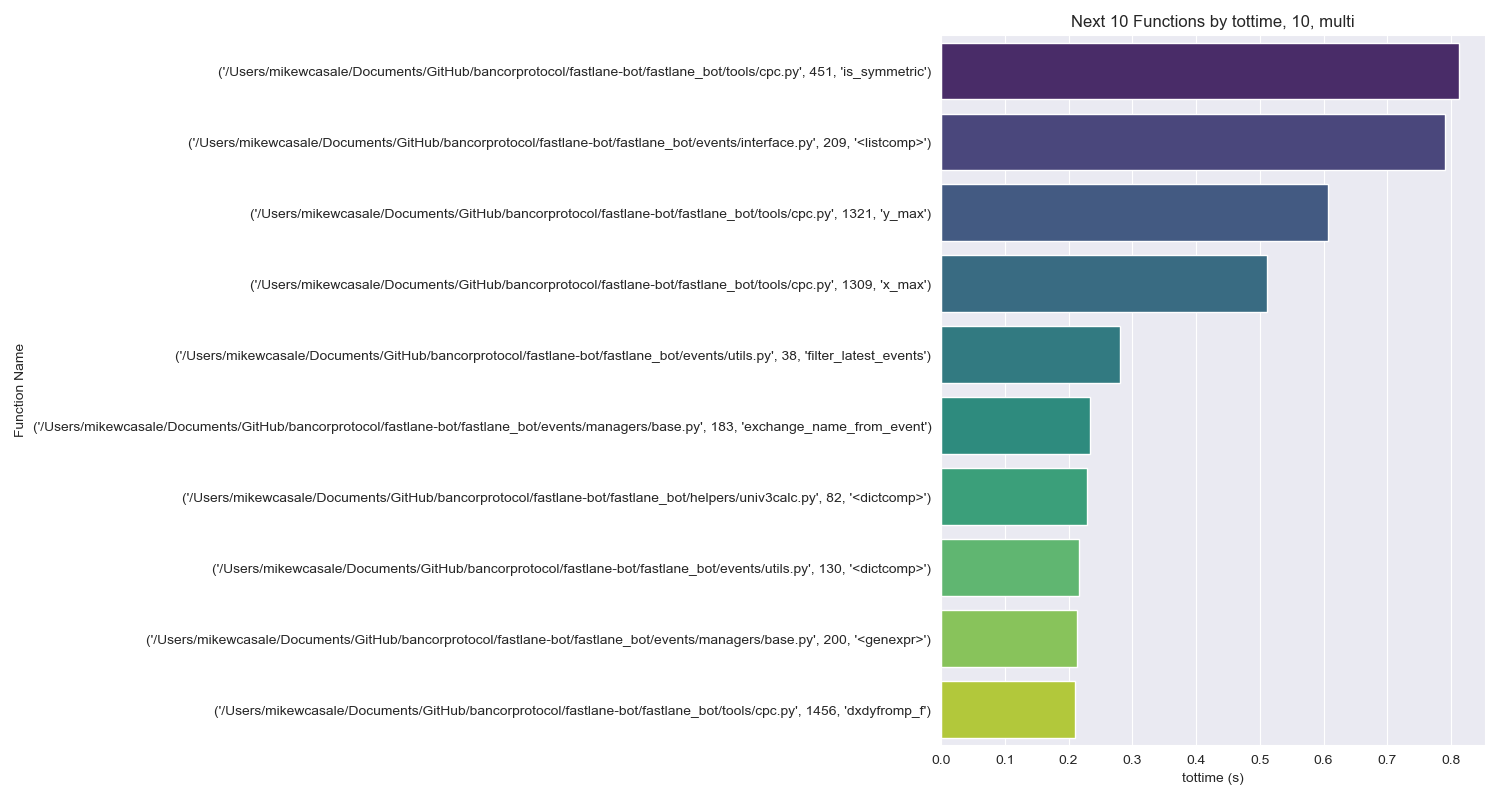 Next 10 Functions by tottime, 10, multi
('/Users/mikewcasale/Documents/GitHub/bancorprotocol/fastlane-bot/fastlane_bot/tools/cpc.py', 451, 'is_symmetric')
('/Users/mikewcasale/Documents/GitHub/bancorprotocol/fastlane-bot/fastlane_bot/events/interface.py', 209, '<listcomp>')
('/Users/mikewcasale/Documents/GitHub/bancorprotocol/fastlane-bot/fastlane_bot/tools/cpc.py', 1321, 'y_max')
('/Users/mikewcasale/Documents/GitHub/bancorprotocol/fastlane-bot/fastlane_bot/tools/cpc.py', 1309, 'x_max')
('/Users/mikewcasale/Documents/GitHub/bancorprotocol/fastlane-bot/fastlane_bot/events/utils.py', 38, 'filter_latest_events')
('/Users/mikewcasale/Documents/GitHub/bancorprotocol/fastlane-bot/fastlane_bot/events/managers/base.py', 183, 'exchange_name_from_event')
('/Users/mikewcasale/Documents/GitHub/bancorprotocol/fastlane-bot/fastlane_bot/helpers/univ3calc.py', 82, '<dictcomp>')
('/Users/mikewcasale/Documents/GitHub/bancorprotocol/fastlane-bot/fastlane_bot/events/utils.py', 130, '<dictcomp>')
('/Users/mikewcasale/Documents/GitHub/bancorprotocol/fastlane-bot/fastlane_bot/events/managers/base.py', 200, '<genexpr>')
('/Users/mikewcasale/Documents/GitHub/bancorprotocol/fastlane-bot/fastlane_bot/tools/cpc.py', 1456, 'dxdyfromp_f')
Function Name
0.0 0.1 0.2 0.3 0.4 0.5 0.6 0.7 0.8
tottime (s)